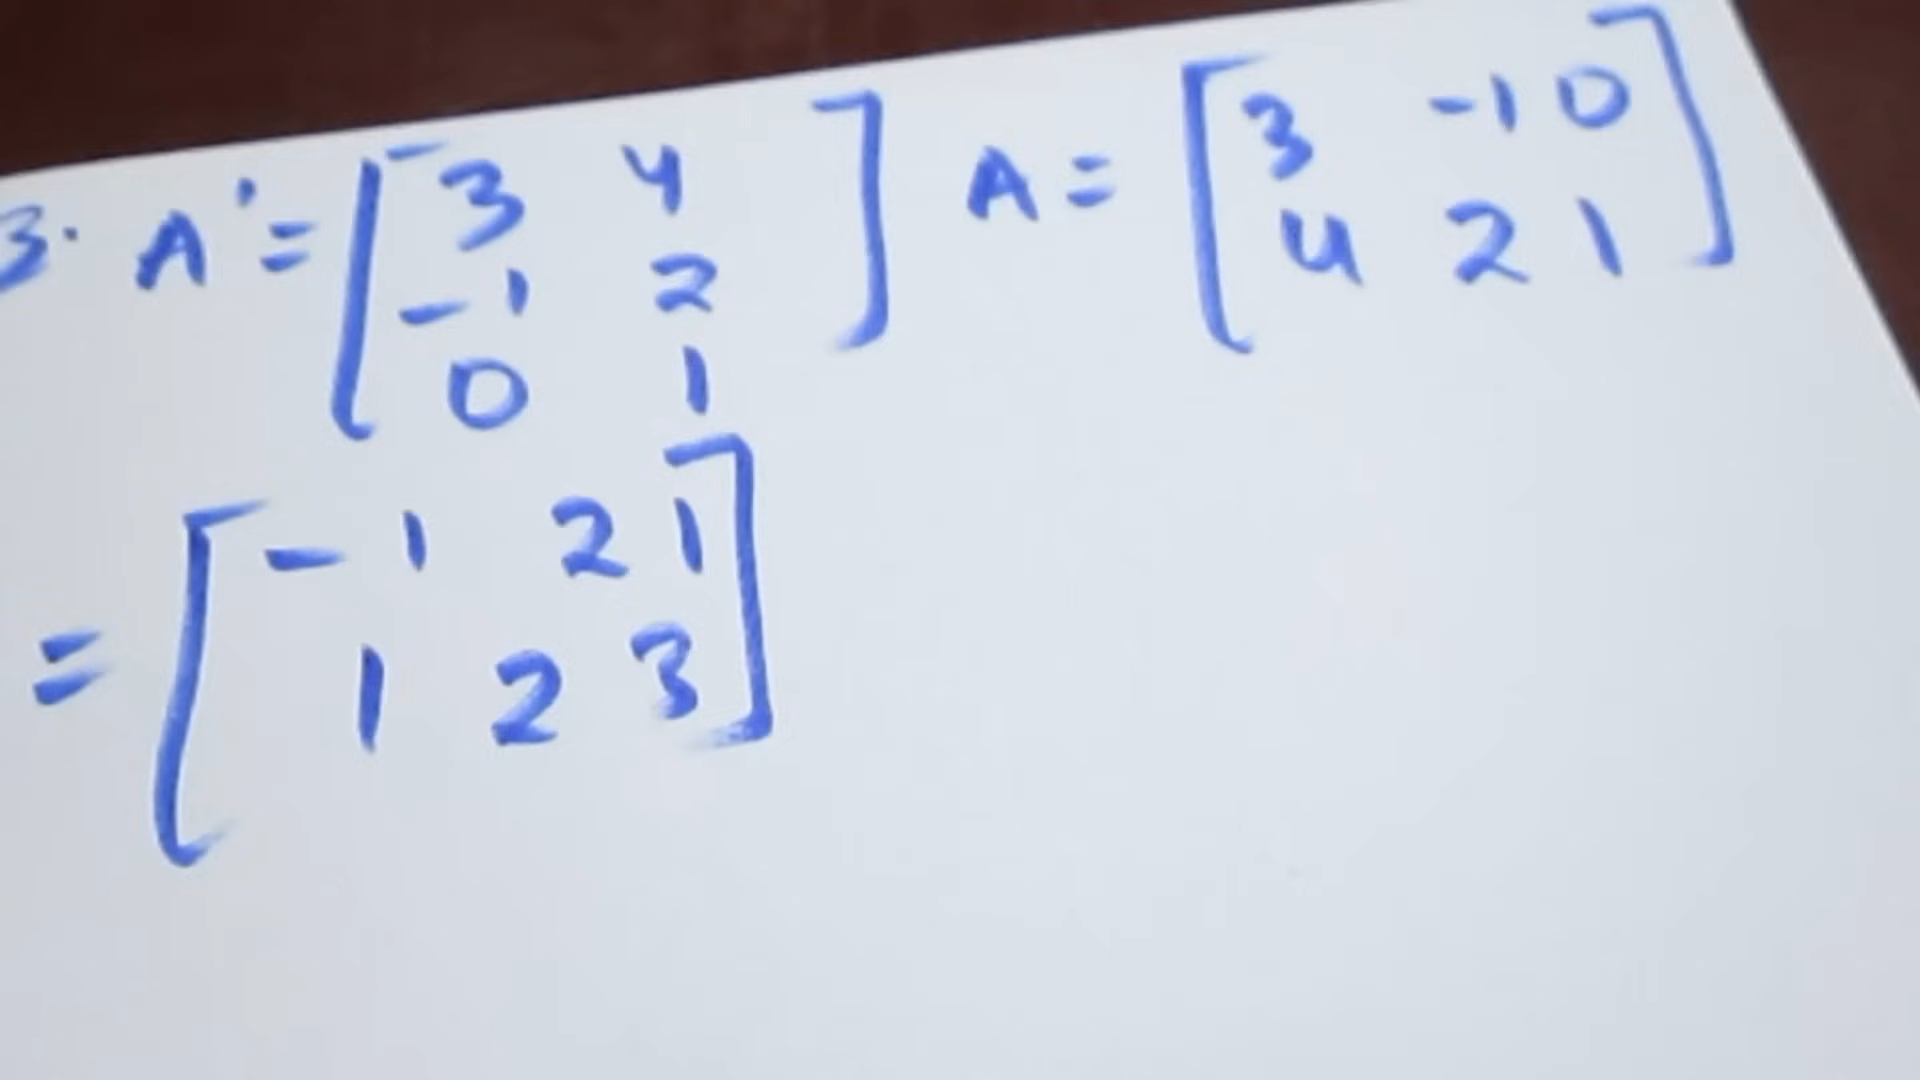 3. A' = [ 3 4 ] A = [ 3 -1 0 ]
-1 2 4 2 1
0 1
= [ -1 2 1 ]
1 2 3